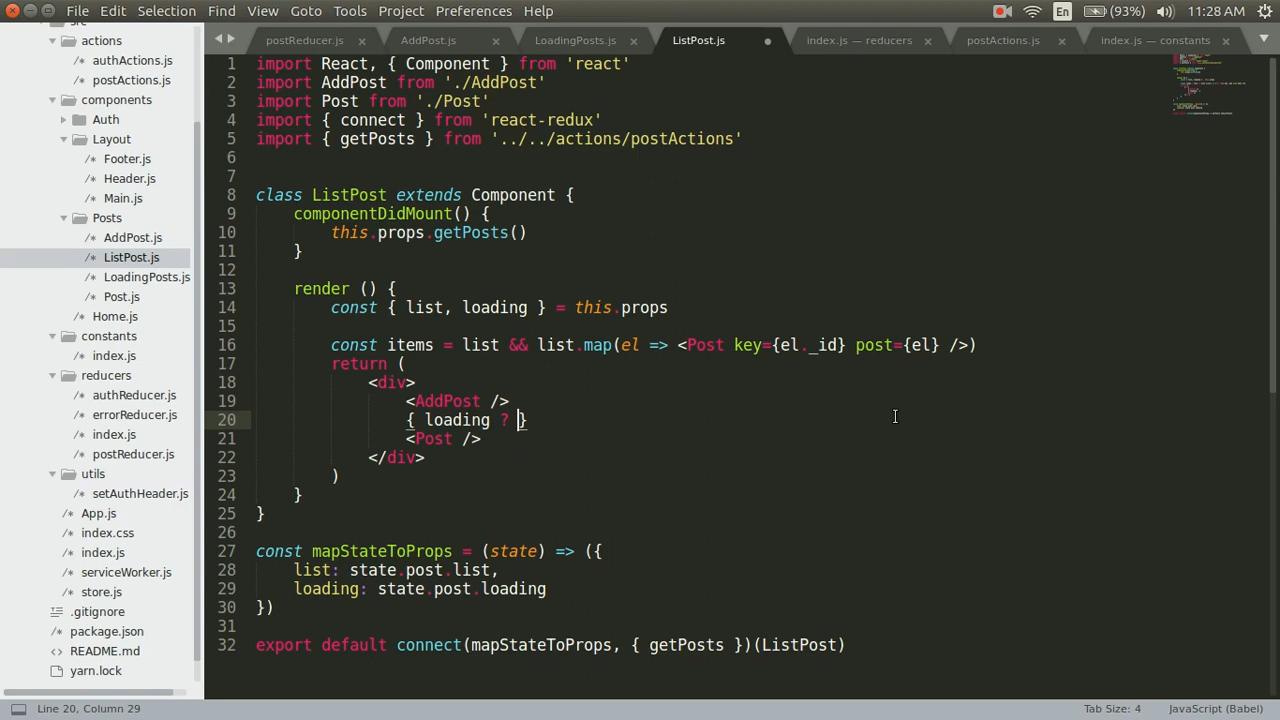 File Edit Selection Find View Goto Tools Project Preferences Help
En (93%) 11:28 AM
src
actions
authActions.js
postActions.js
components
Auth
Layout
Footer.js
Header.js
Main.js
Posts
AddPost.js
ListPost.js
LoadingPosts.js
Post.js
Home.js
constants
index.js
reducers
authReducer.js
errorReducer.js
index.js
postReducer.js
utils
setAuthHeader.js
App.js
index.css
index.js
serviceWorker.js
store.js
.gitignore
package.json
README.md
yarn.lock
postReducer.js AddPost.js LoadingPosts.js ListPost.js index.js — reducers postActions.js index.js — constants
1 import React, { Component } from 'react'
2 import AddPost from './AddPost'
3 import Post from './Post'
4 import { connect } from 'react-redux'
5 import { getPosts } from '../../actions/postActions'
6
7
8 class ListPost extends Component {
9 componentDidMount() {
10 this.props.getPosts()
11 }
12
13 render () {
14 const { list, loading } = this.props
15
16 const items = list && list.map(el => <Post key={el._id} post={el} />)
17 return (
18 <div>
19 <AddPost />
20 { loading ? }
21 <Post />
22 </div>
23 )
24 }
25 }
26
27 const mapStateToProps = (state) => ({
28 list: state.post.list,
29 loading: state.post.loading
30 })
31
32 export default connect(mapStateToProps, { getPosts })(ListPost)
Line 20, Column 29 Tab Size: 4 JavaScript (Babel)